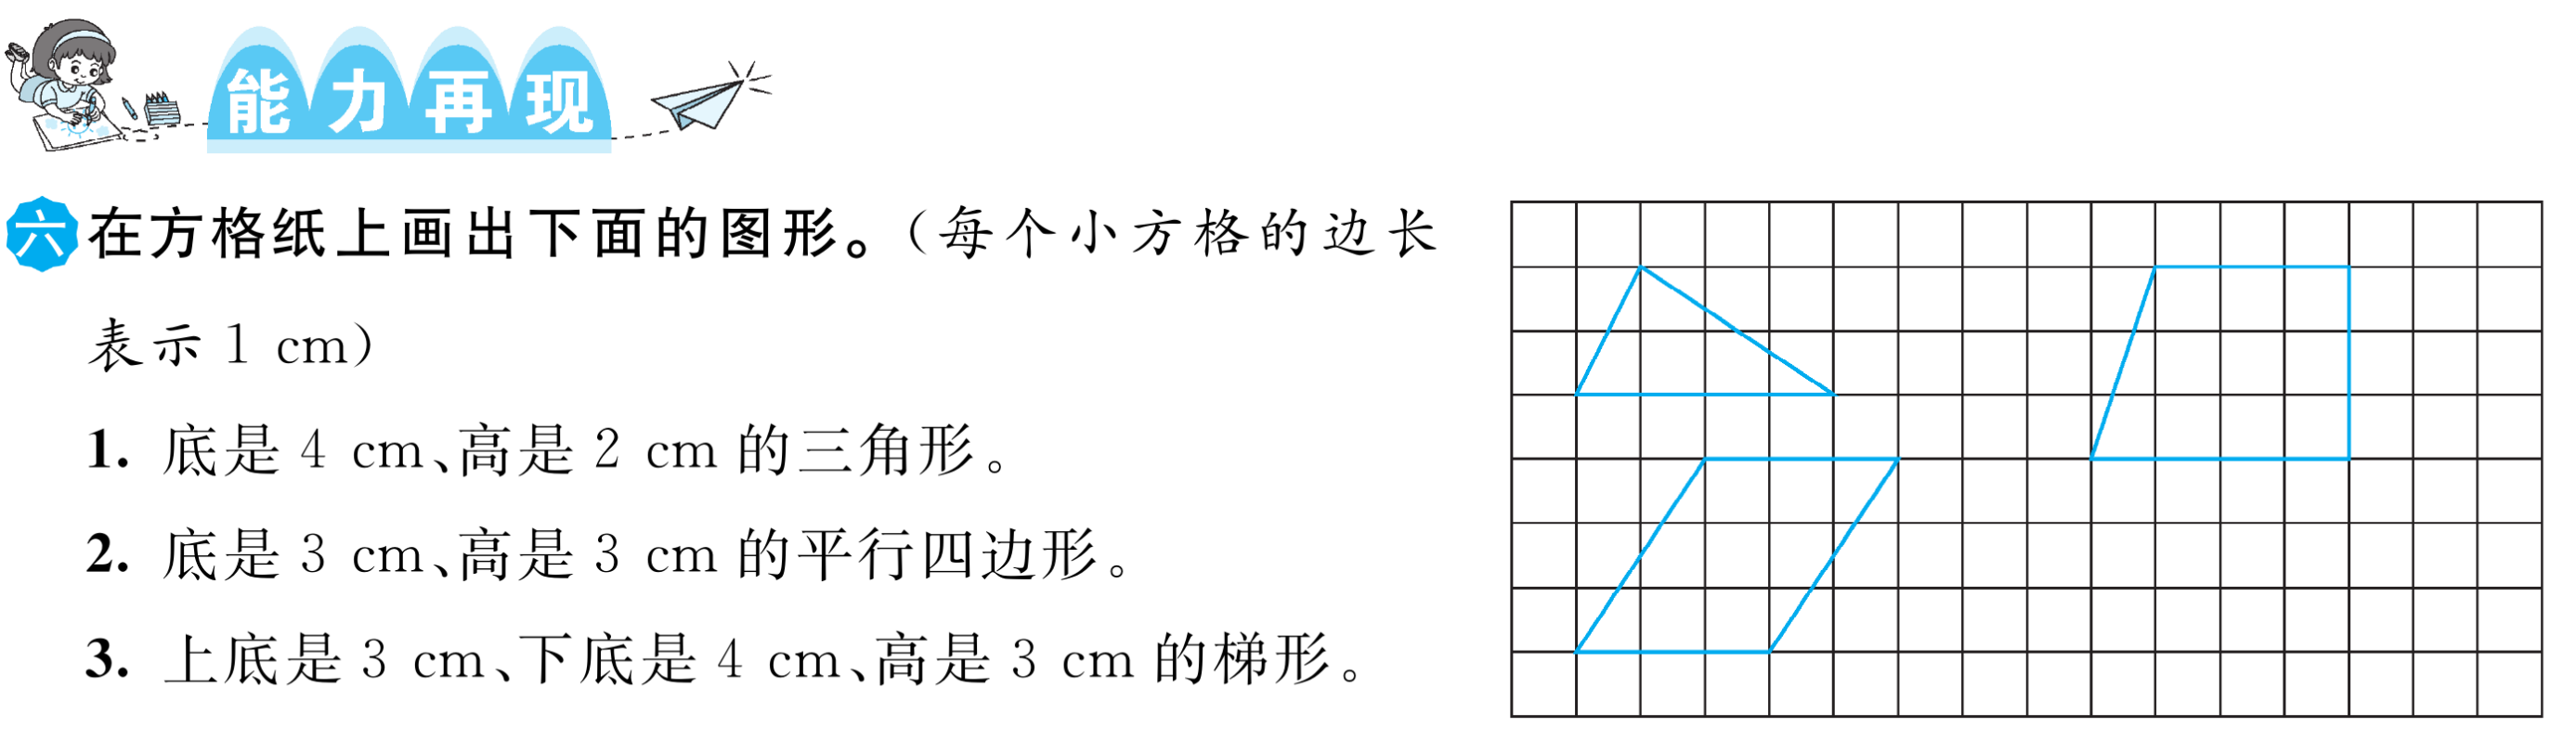 能力再现
六 在方格纸上画出下面的图形。(每个小方格的边长
表示 1 cm)
1. 底是 4 cm、高是 2 cm 的三角形。
2. 底是 3 cm、高是 3 cm 的平行四边形。
3. 上底是 3 cm、下底是 4 cm、高是 3 cm 的梯形。